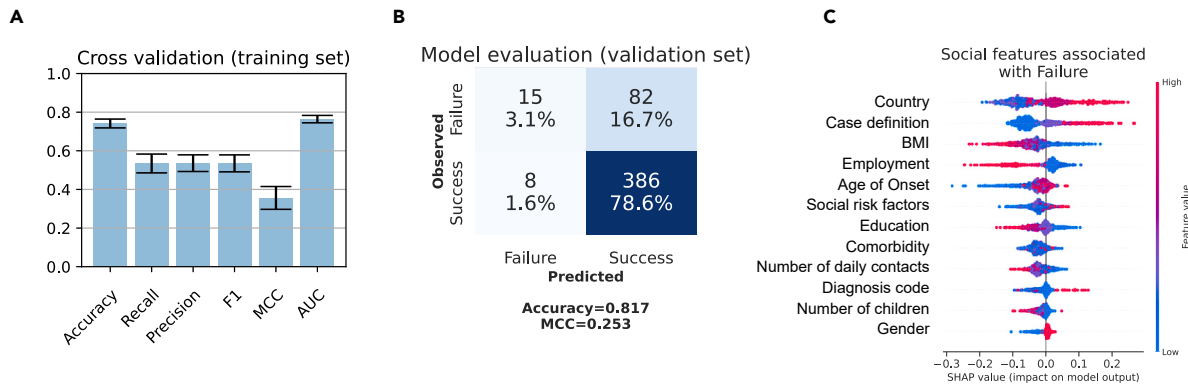 A
Cross validation (training set)
1.0
0.8
0.6
0.4
0.2
0.0
Accuracy
Recall
Precision
F1
MCC
AUC
B
Model evaluation (validation set)
Observed
Failure
Success
15
3.1%
82
16.7%
8
1.6%
386
78.6%
Failure
Success
Predicted
Accuracy=0.817
MCC=0.253
C
Social features associated
with Failure
Country
Case definition
BMI
Employment
Age of Onset
Social risk factors
Education
Comorbidity
Number of daily contacts
Diagnosis code
Number of children
Gender
−0.3 −0.2 −0.1 0.0 0.1 0.2
SHAP value (impact on model output)
High
Feature value
Low